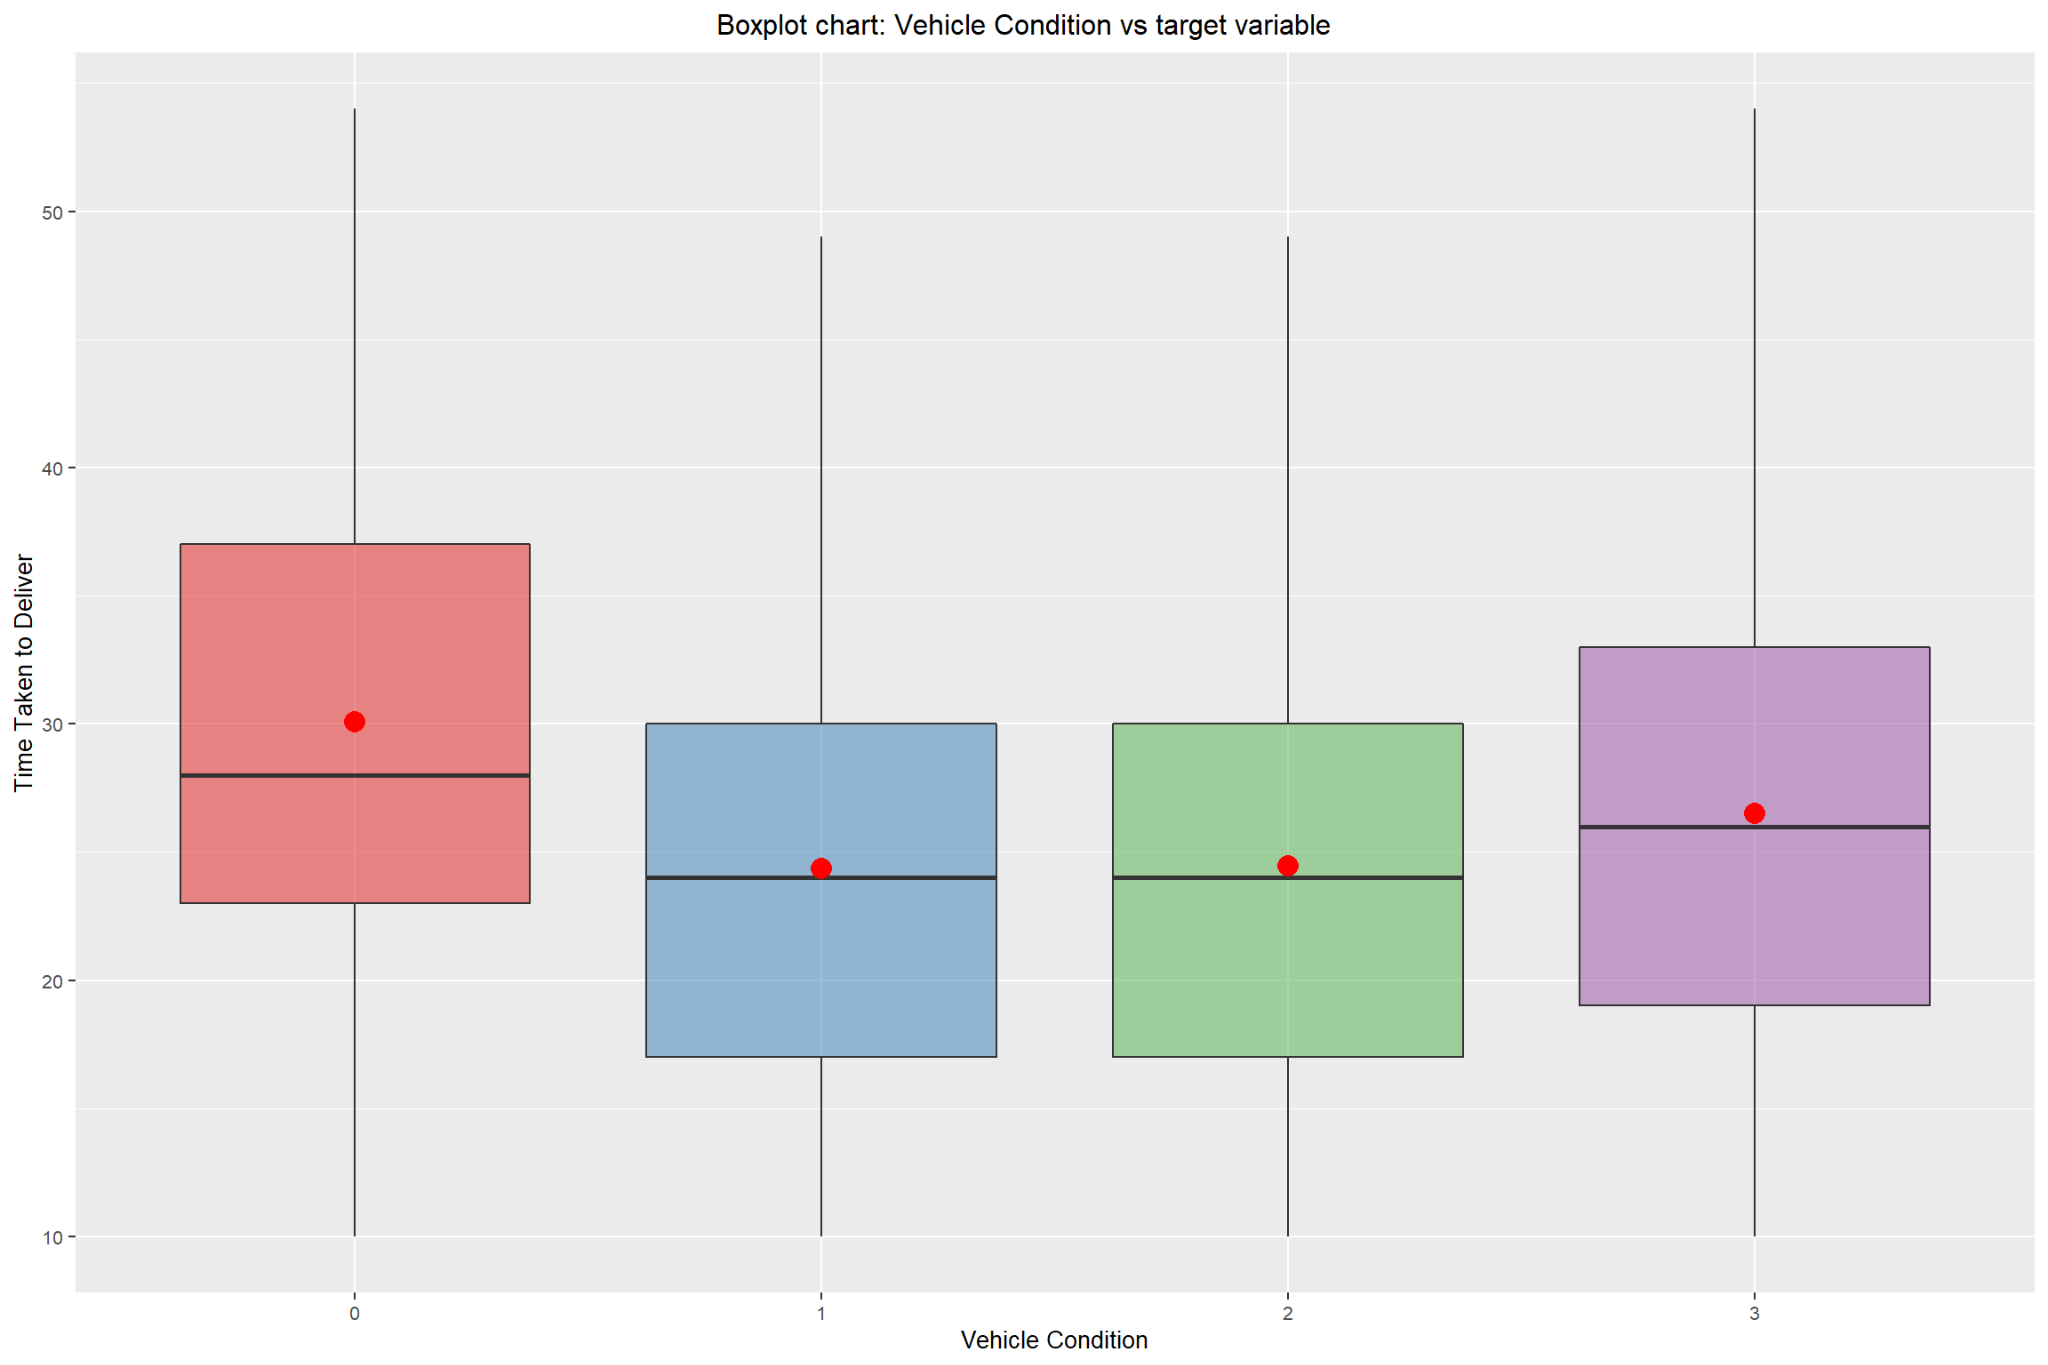 Boxplot chart: Vehicle Condition vs target variable
Time Taken to Deliver
50
40
30
20
10
0 1 2 3
Vehicle Condition